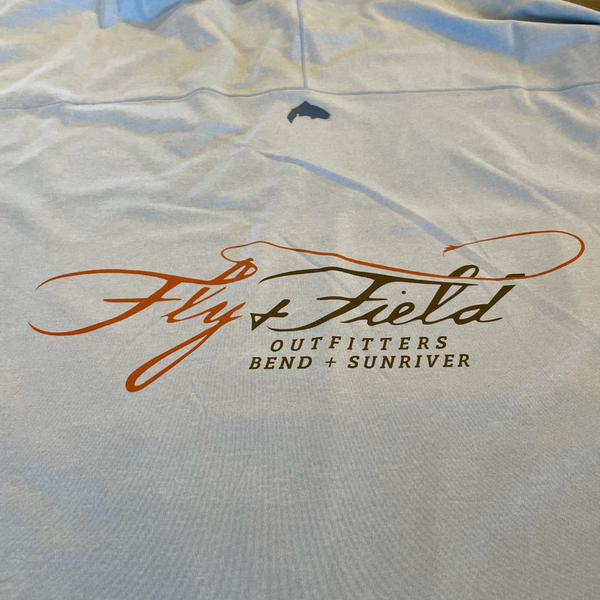 Fly + Field
OUTFITTERS
BEND + SUNRIVER